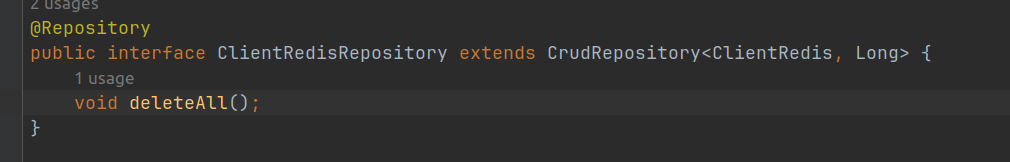 2 usages
@Repository
public interface ClientRedisRepository extends CrudRepository<ClientRedis, Long> {
1 usage
void deleteAll();
}